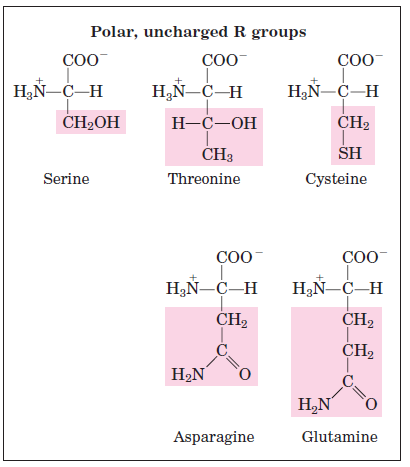 Polar, uncharged R groups
COO⁻ COO⁻ COO⁻
H₃N⁺—C—H H₃N⁺—C—H H₃N⁺—C—H
CH₂OH H—C—OH CH₂
CH₃ SH
Serine Threonine Cysteine
COO⁻ COO⁻
H₃N⁺—C—H H₃N⁺—C—H
CH₂ CH₂
C CH₂
H₂N O C
H₂N O
Asparagine Glutamine